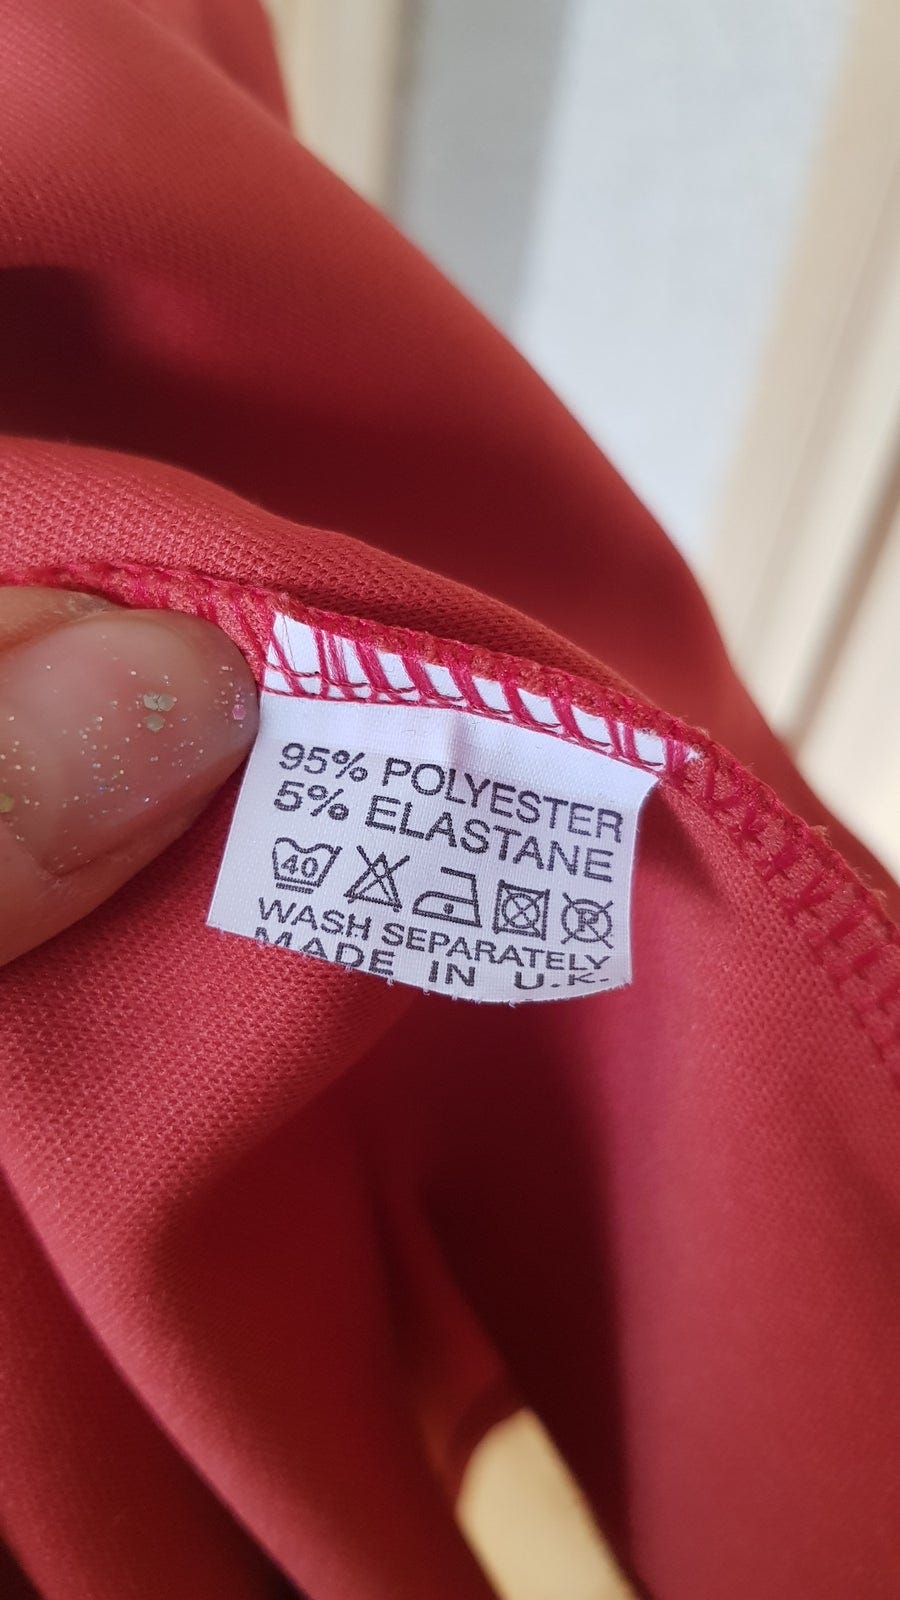 95% POLYESTER
5% ELASTANE
40 P
WASH SEPARATELY
MADE IN U.K.